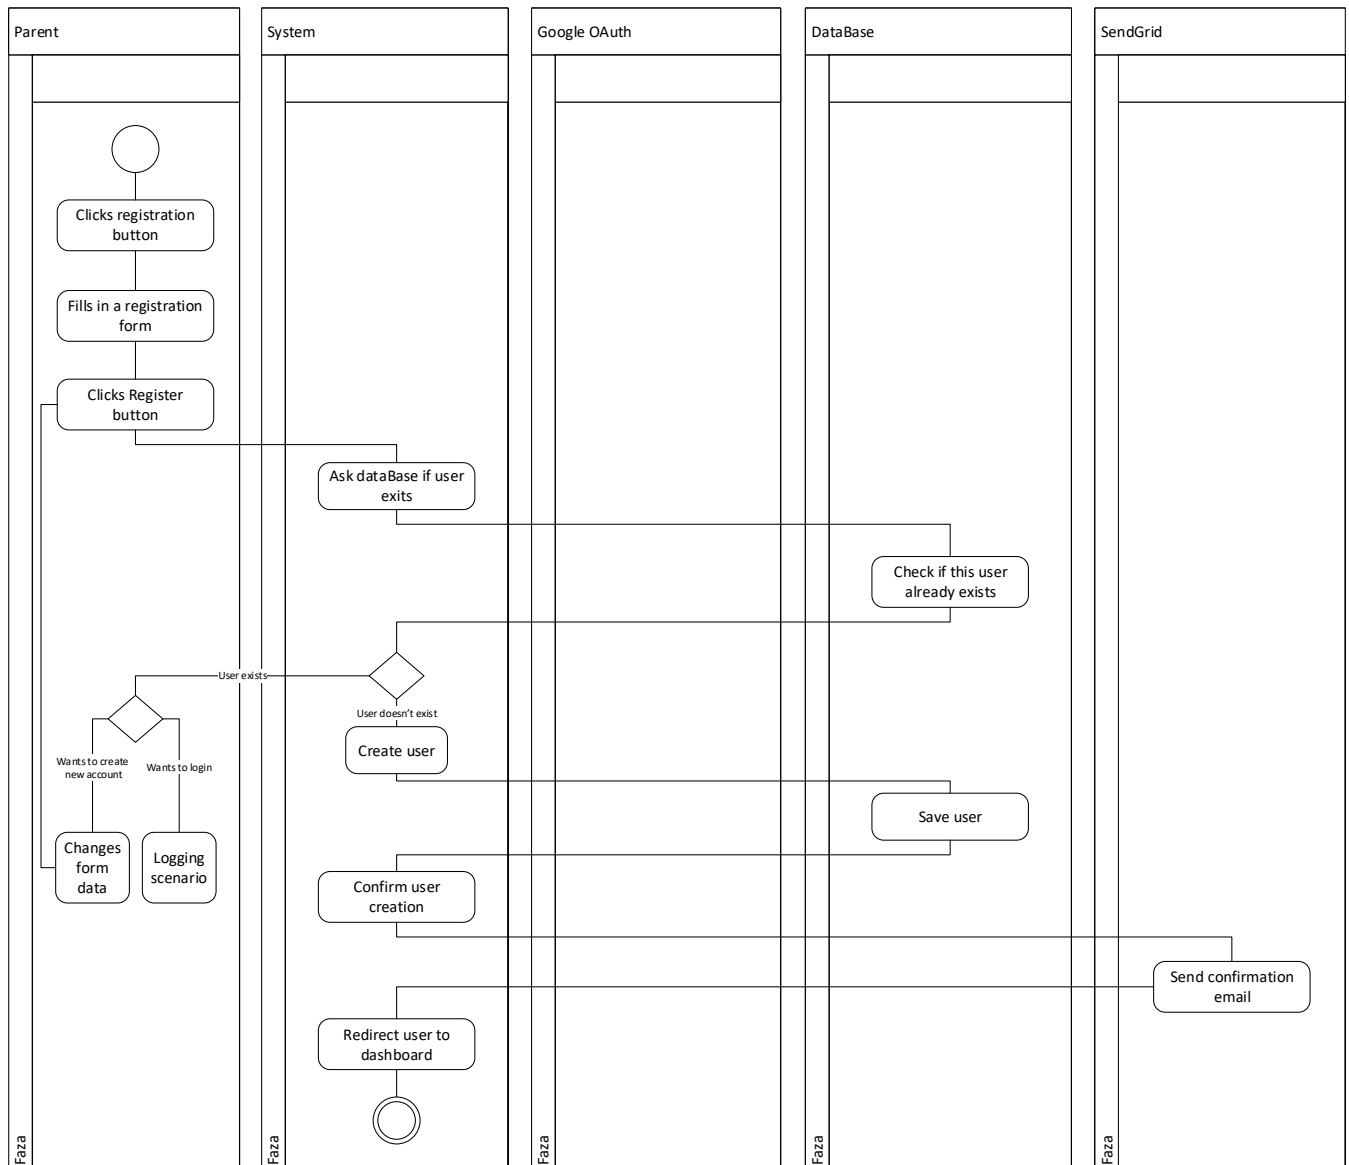 Parent
System
Google OAuth
DataBase
SendGrid
Clicks registration
button
Fills in a registration
form
Clicks Register
button
Ask dataBase if user
exits
Check if this user
already exists
User exists
User doesn't exist
Create user
Wants to create
new account
Wants to login
Save user
Changes
form
data
Logging
scenario
Confirm user
creation
Send confirmation
email
Redirect user to
dashboard
Faza
Faza
Faza
Faza
Faza